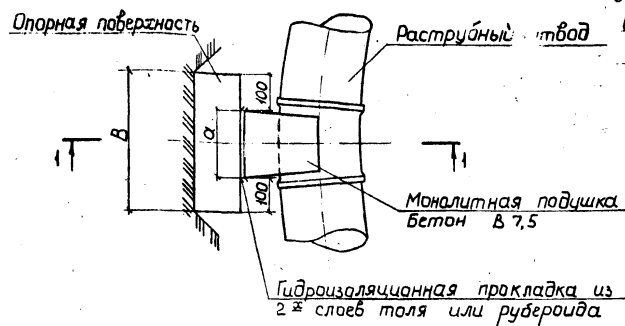 Опорная поверхность
Раструбный отвод
100
В
а
1
1
100
Монолитная подушка
Бетон В 7,5
Гидроизоляционная прокладка из
2х слоев толя или рубероида